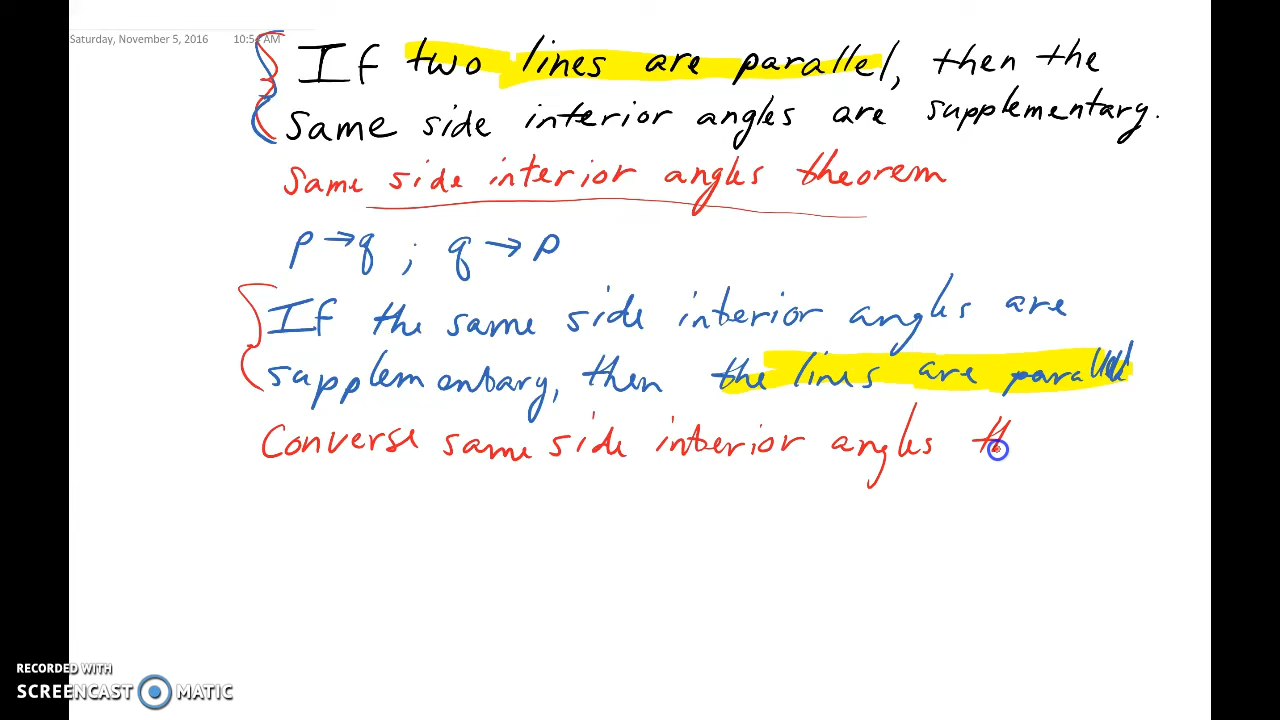 Saturday, November 5, 2016 10:54 AM
If two lines are parallel, then the
same side interior angles are supplementary.
same side interior angles theorem
p → q ; q → p
If the same side interior angles are
supplementary, then the lines are parallel
Converse same side interior angles th
RECORDED WITH
SCREENCAST MATIC